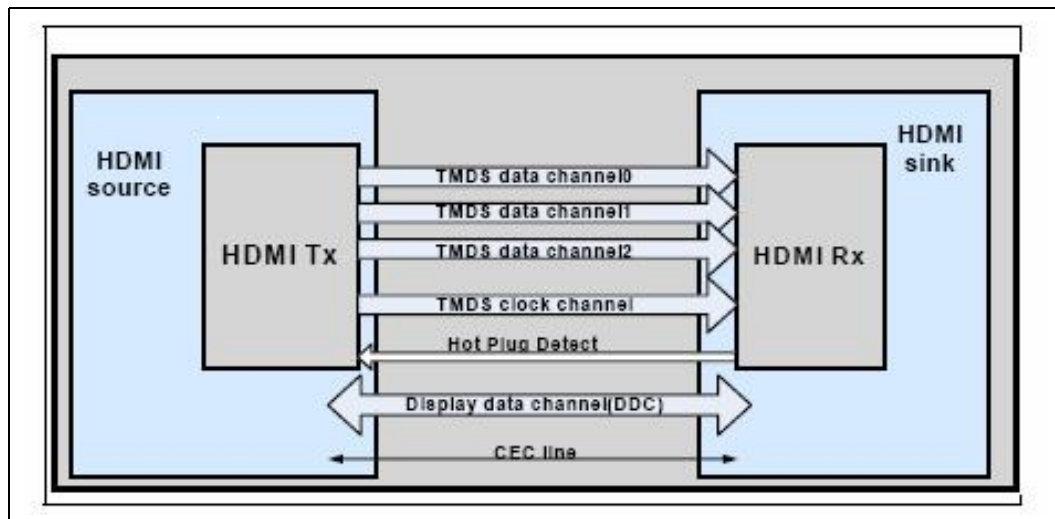 HDMI
source
HDMI Tx
TMDS data channel0
TMDS data channel1
TMDS data channel2
TMDS clock channel
Hot Plug Detect
Display data channel(DDC)
CEC line
HDMI Rx
HDMI
sink